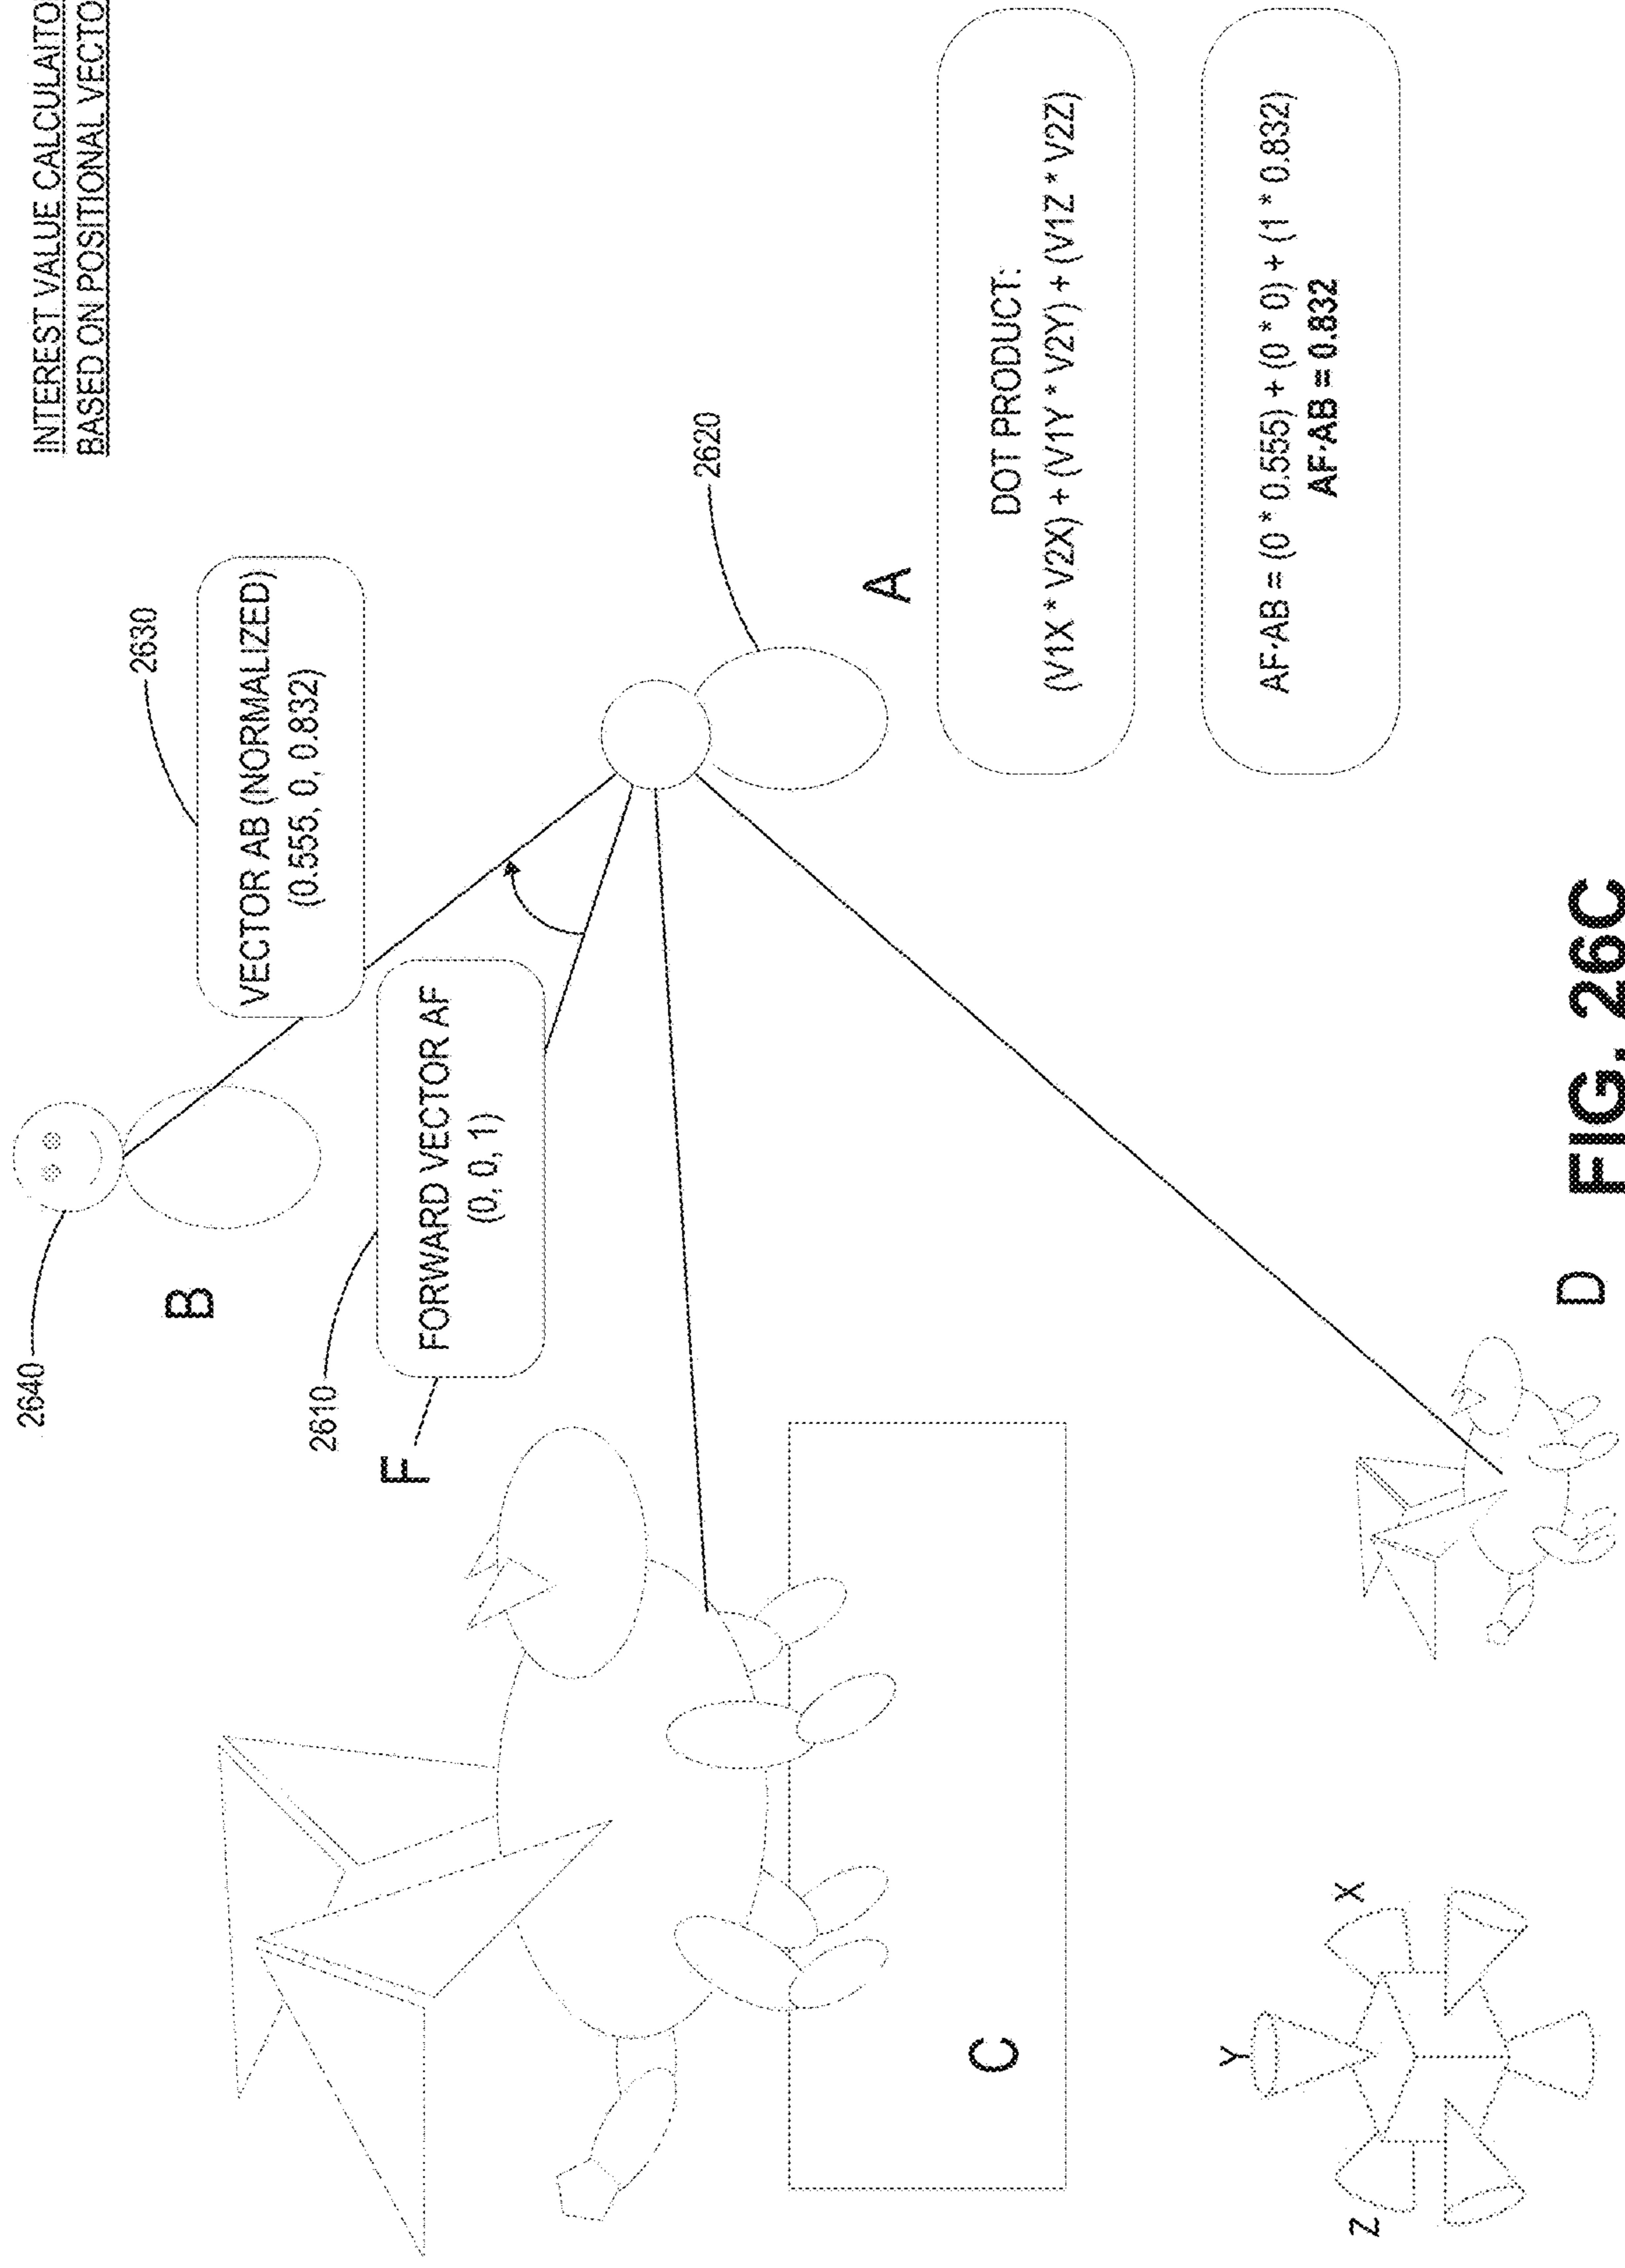 INTEREST VALUE CALCULAITO
BASED ON POSITIONAL VECTO
2640
B
2630
VECTOR AB (NORMALIZED)
(0.555, 0, 0.832)
2610
F
FORWARD VECTOR AF
(0, 0, 1)
2620
A
DOT PRODUCT:
(V1X * V2X) + (V1Y * V2Y) + (V1Z * V2Z)
AF·AB = (0 * 0.555) + (0 * 0) + (1 * 0.832)
AF·AB = 0.832
C
Y
X
Z
D
FIG. 26C